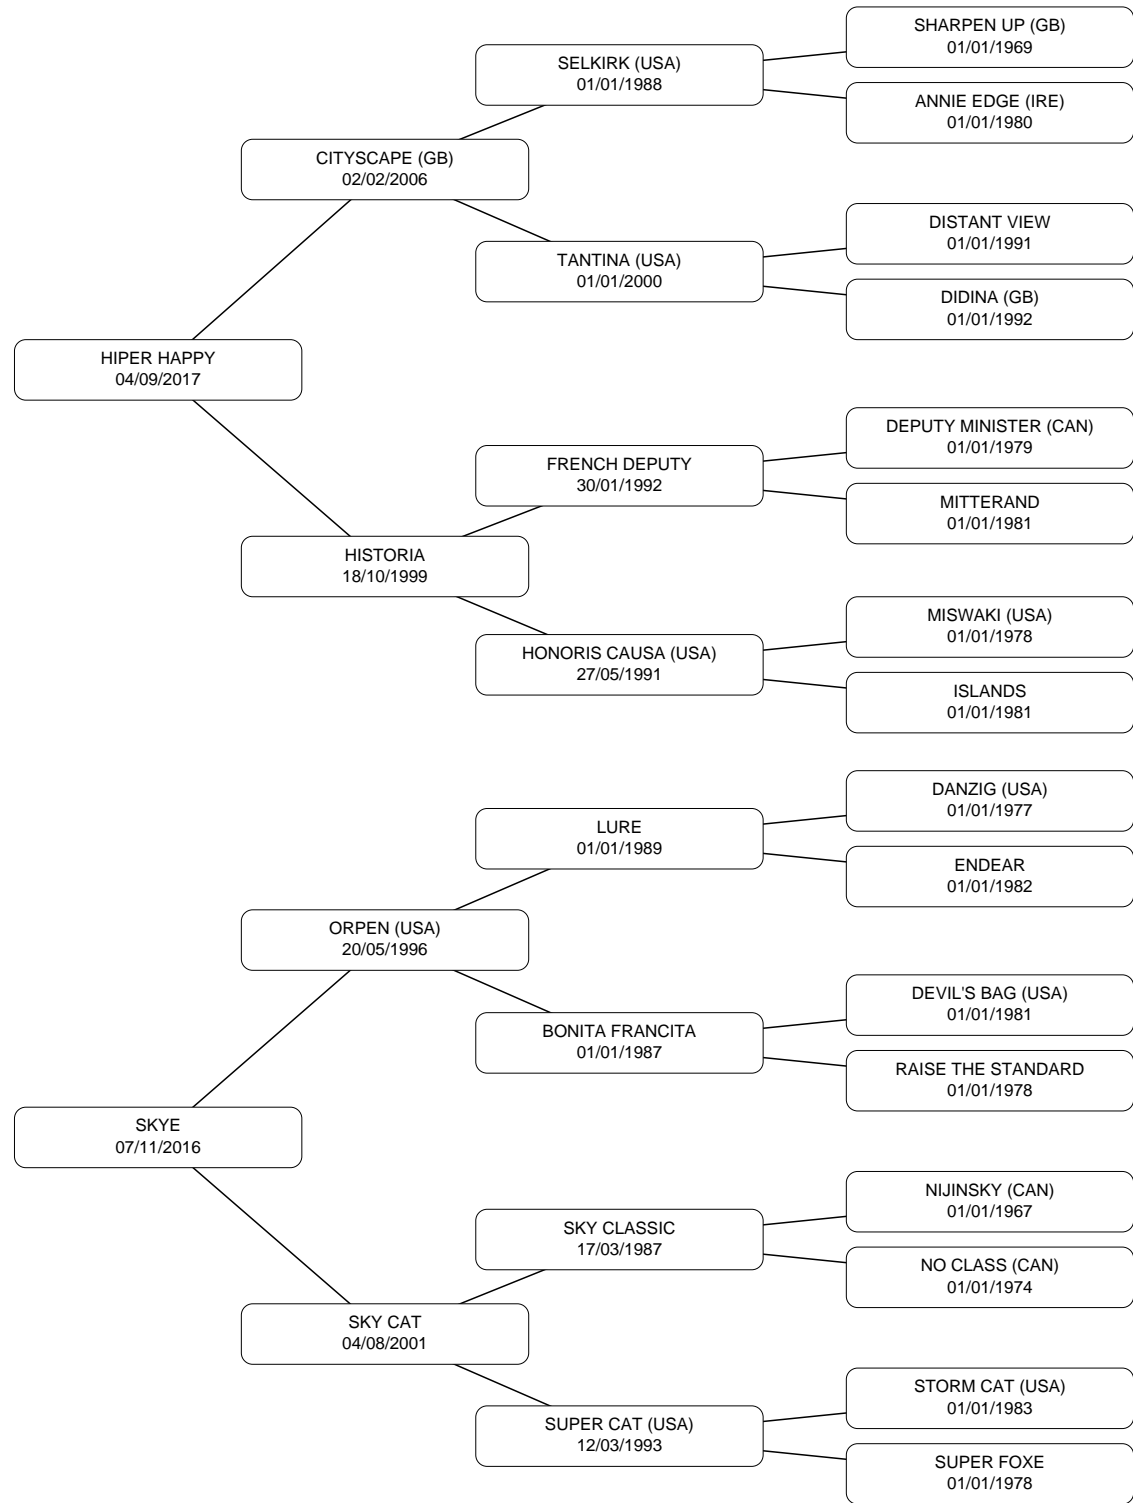 SHARPEN UP (GB)
01/01/1969
SELKIRK (USA)
01/01/1988
ANNIE EDGE (IRE)
01/01/1980
CITYSCAPE (GB)
02/02/2006
DISTANT VIEW
01/01/1991
TANTINA (USA)
01/01/2000
DIDINA (GB)
01/01/1992
HIPER HAPPY
04/09/2017
DEPUTY MINISTER (CAN)
01/01/1979
FRENCH DEPUTY
30/01/1992
MITTERAND
01/01/1981
HISTORIA
18/10/1999
MISWAKI (USA)
01/01/1978
HONORIS CAUSA (USA)
27/05/1991
ISLANDS
01/01/1981
DANZIG (USA)
01/01/1977
LURE
01/01/1989
ENDEAR
01/01/1982
ORPEN (USA)
20/05/1996
DEVIL'S BAG (USA)
01/01/1981
BONITA FRANCITA
01/01/1987
RAISE THE STANDARD
01/01/1978
SKYE
07/11/2016
NIJINSKY (CAN)
01/01/1967
SKY CLASSIC
17/03/1987
NO CLASS (CAN)
01/01/1974
SKY CAT
04/08/2001
STORM CAT (USA)
01/01/1983
SUPER CAT (USA)
12/03/1993
SUPER FOXE
01/01/1978